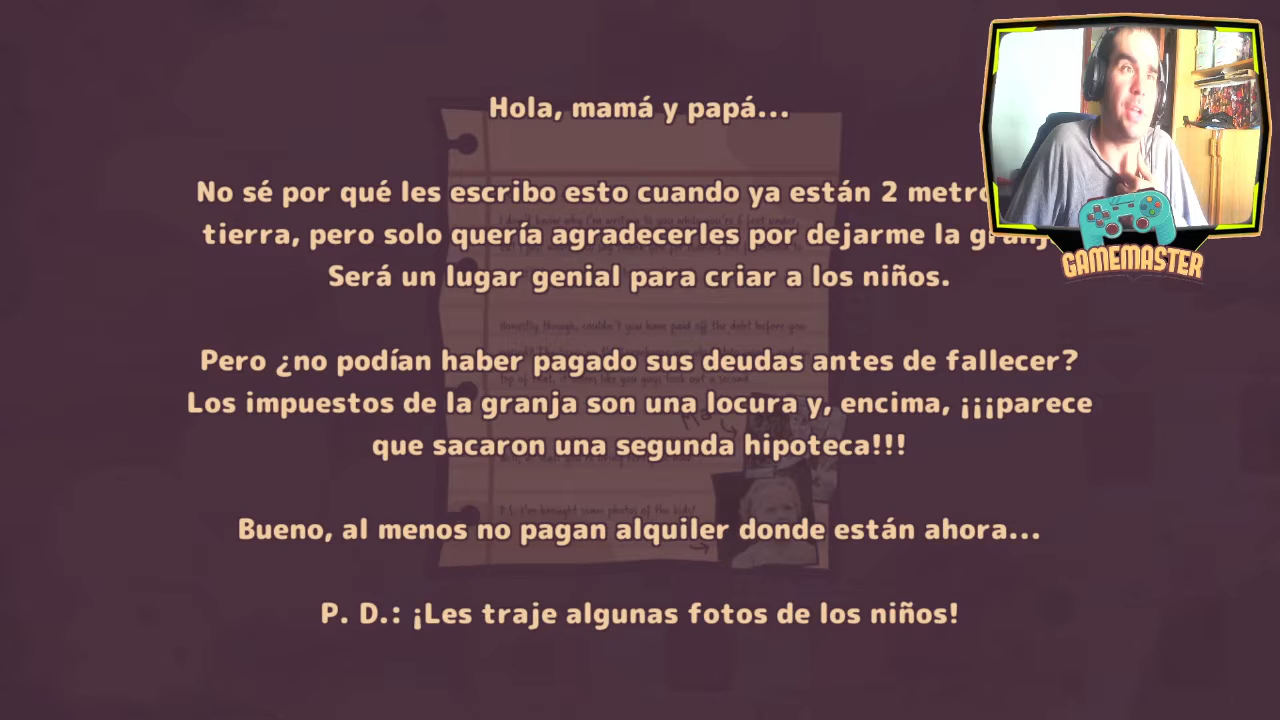 Hola, mamá y papá...
No sé por qué les escribo esto cuando ya están 2
tierra, pero solo quería agradecerles por dejarme la
Será un lugar genial para criar a los niños.
Pero ¿no podían haber pagado sus deudas antes de fallecer?
Los impuestos de la granja son una locura y, encima, ¡¡¡parece
que sacaron una segunda hipoteca!!!
Bueno, al menos no pagan alquiler donde están ahora...
P. D.: ¡Les traje algunas fotos de los niños!
GAMEMASTER